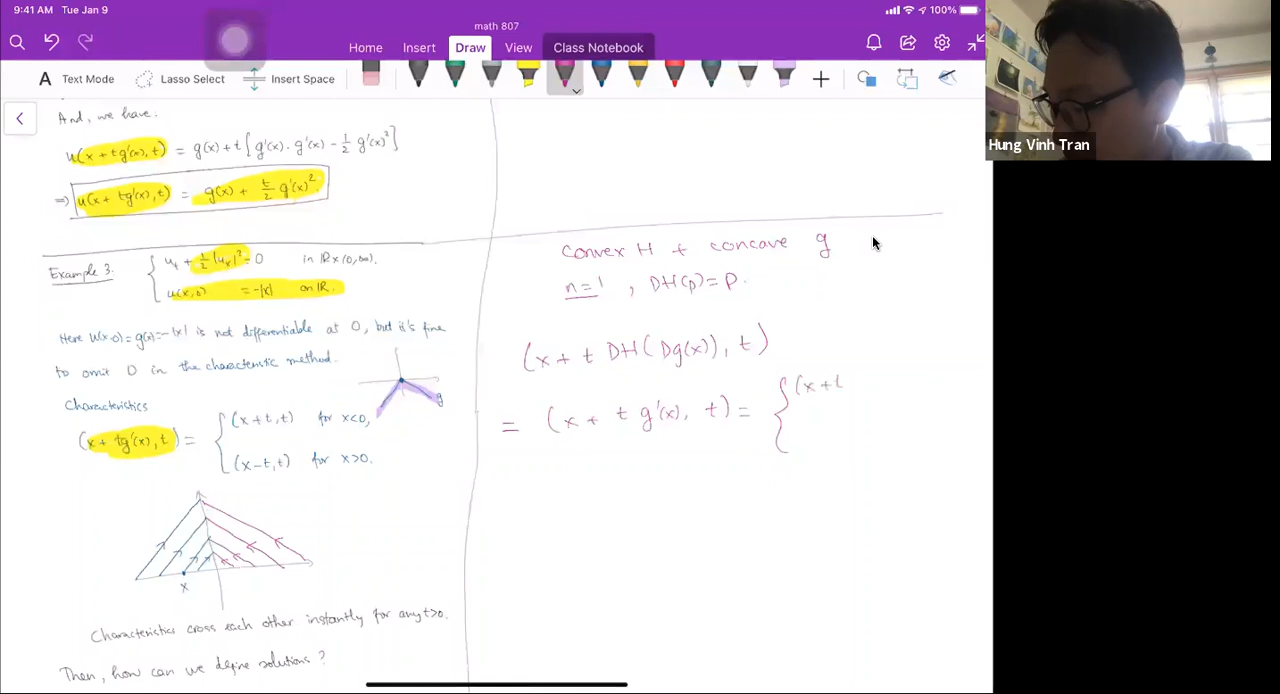 9:41 AM Tue Jan 9
100%
math 807
Home Insert Draw View Class Notebook
A Text Mode Lasso Select Insert Space
Hung Vinh Tran
And, we have:
u(x + tg'(x), t) = g(x) + t [ g'(x) · g'(x) − ½ g'(x)² ]
⇒ u(x + tg'(x), t) = g(x) + t/2 g'(x)².
Example 3. { u_t + ½ |u_x|² = 0 in ℝ × (0,∞).
u(x,0) = −|x| on ℝ.
Here u(x,0) = g(x) = −|x| is not differentiable at 0, but it's fine
to omit 0 in the characteristic method.
g
Characteristics
(x + tg'(x), t) = { (x+t, t) for x<0,
(x−t, t) for x>0.
x
Characteristics cross each other instantly for any t>0.
Then, how can we define solutions?
Convex H + concave g
n=1, DH(p)=p.
(x + t DH(Dg(x)), t)
= (x + t g'(x), t) = { (x+t